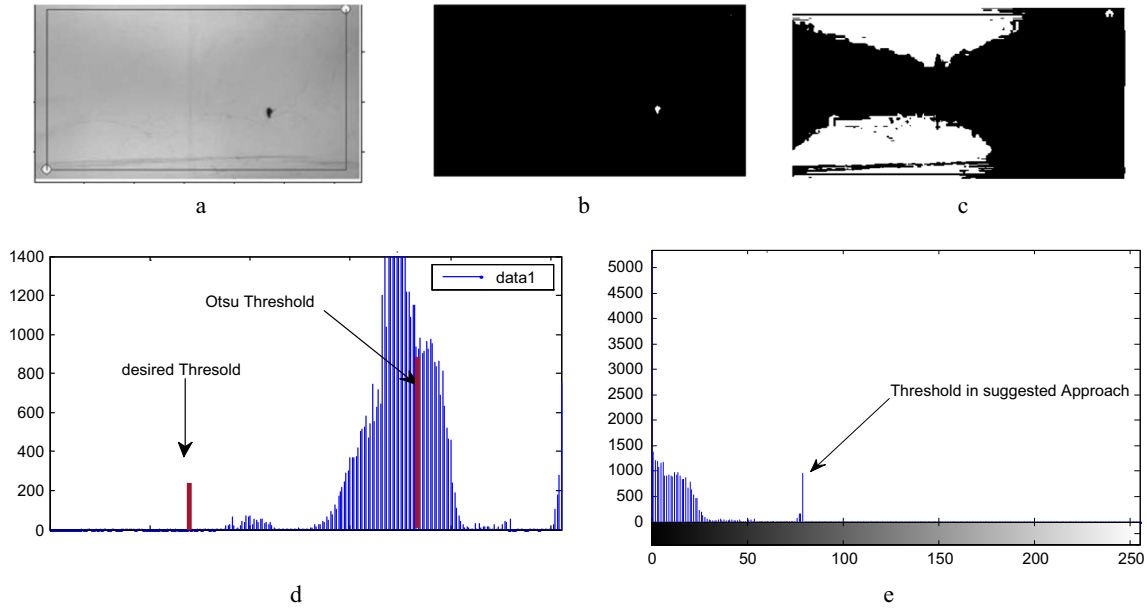 a
b
c
1400
1200
1000
800
600
400
200
0
data1
Otsu Threshold
desired Thresold
d
5000
4500
4000
3500
3000
2500
2000
1500
1000
500
0
Threshold in suggested Approach
0 50 100 150 200 250
e